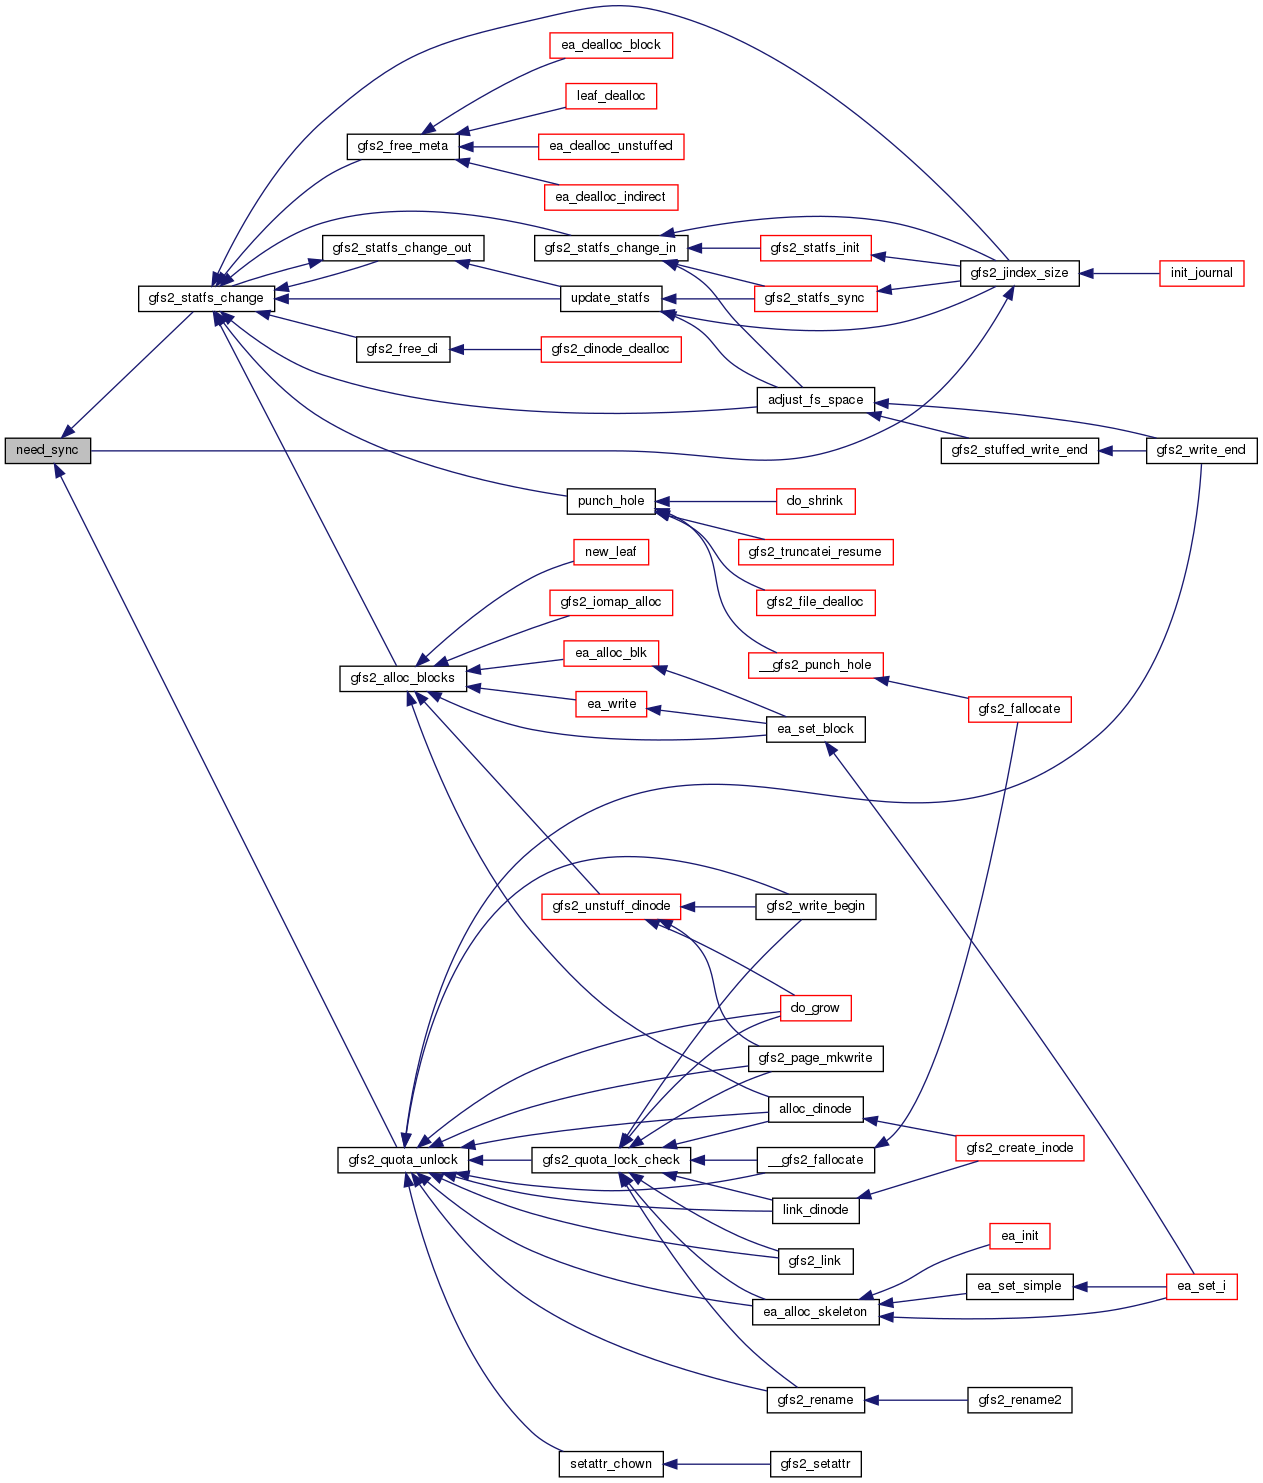 ea_dealloc_block
leaf_dealloc
gfs2_free_meta
ea_dealloc_unstuffed
ea_dealloc_indirect
gfs2_statfs_change_out
gfs2_statfs_change_in
gfs2_statfs_init
gfs2_jindex_size
init_journal
gfs2_statfs_change
update_statfs
gfs2_statfs_sync
gfs2_free_di
gfs2_dinode_dealloc
adjust_fs_space
need_sync
gfs2_stuffed_write_end
gfs2_write_end
punch_hole
do_shrink
gfs2_truncatei_resume
new_leaf
gfs2_file_dealloc
gfs2_iomap_alloc
ea_alloc_blk
__gfs2_punch_hole
gfs2_alloc_blocks
ea_write
gfs2_fallocate
ea_set_block
gfs2_unstuff_dinode
gfs2_write_begin
do_grow
gfs2_page_mkwrite
alloc_dinode
gfs2_create_inode
gfs2_quota_unlock
gfs2_quota_lock_check
__gfs2_fallocate
link_dinode
ea_init
gfs2_link
ea_set_simple
ea_set_i
ea_alloc_skeleton
gfs2_rename
gfs2_rename2
setattr_chown
gfs2_setattr